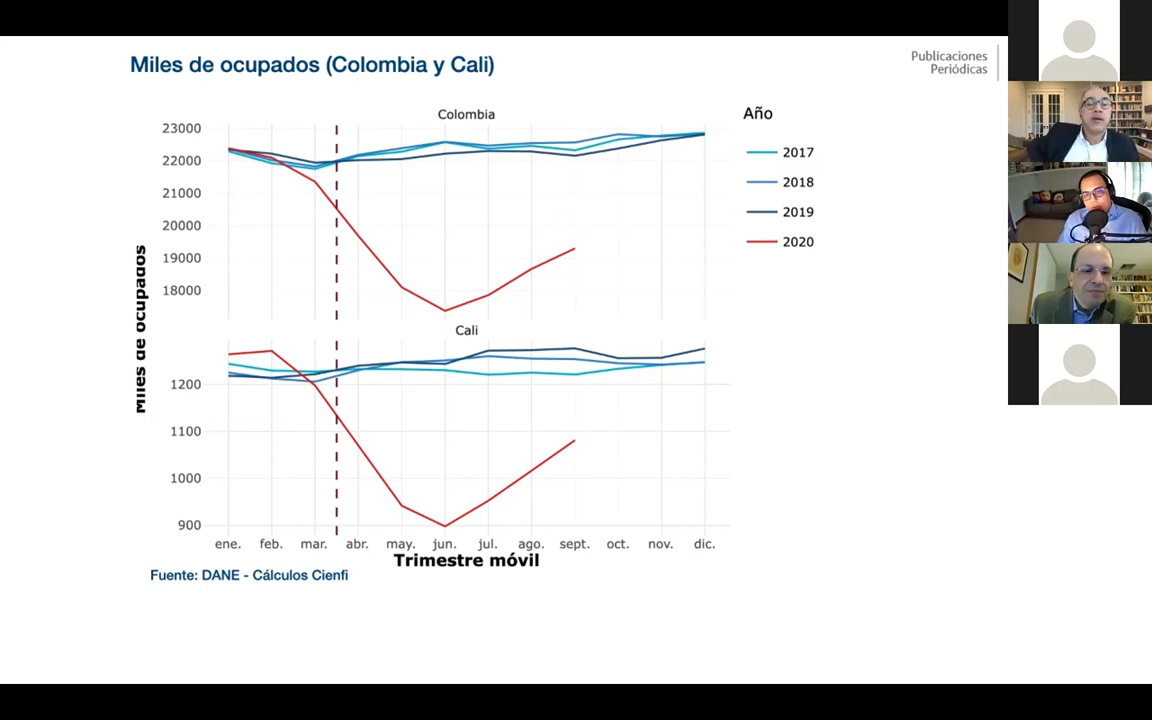 Miles de ocupados (Colombia y Cali)
Publicaciones
Periódicas
Colombia
Año
23000
22000
21000
20000
19000
18000
2017
2018
2019
2020
Miles de ocupados
Cali
1200
1100
1000
900
ene. feb. mar. abr. may. jun. jul. ago. sept. oct. nov. dic.
Trimestre móvil
Fuente: DANE - Cálculos Cienfi